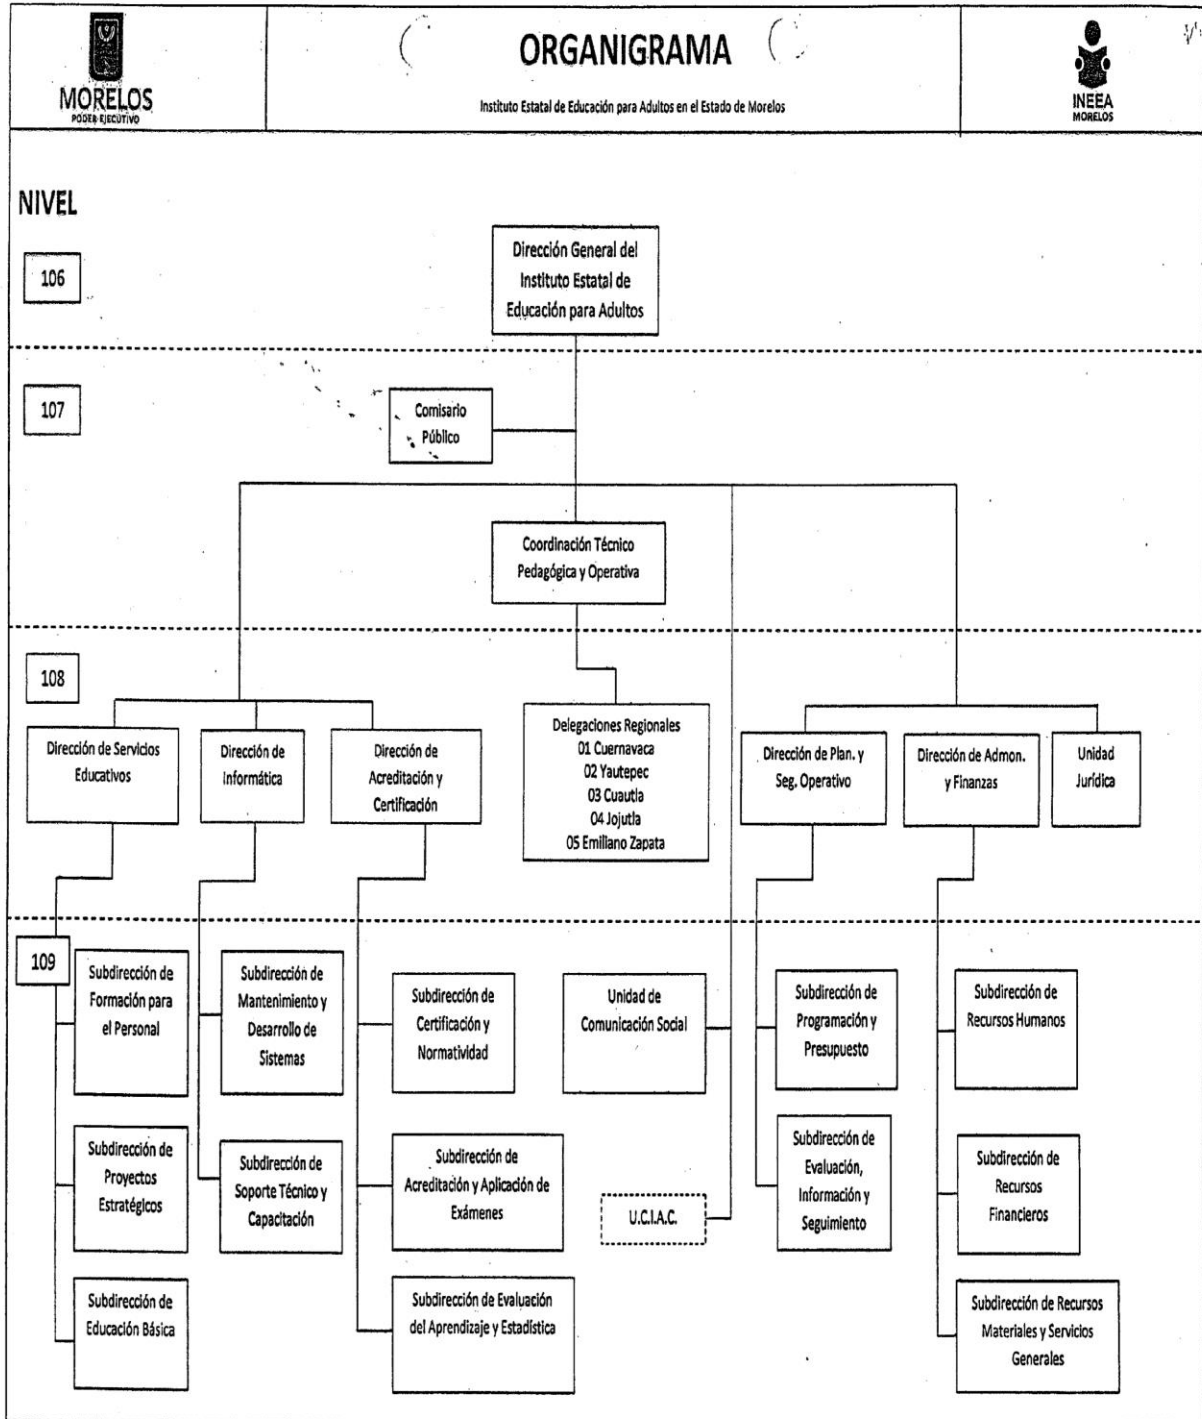 MORELOS
PODER EJECUTIVO
ORGANIGRAMA
Instituto Estatal de Educación para Adultos en el Estado de Morelos
INEEA
MORELOS
NIVEL
106
Dirección General del
Instituto Estatal de
Educación para Adultos
107
Comisario
Público
Coordinación Técnico
Pedagógica y Operativa
108
Dirección de Servicios
Educativos
Dirección de
Informática
Dirección de
Acreditación y
Certificación
Delegaciones Regionales
01 Cuernavaca
02 Yautepec
03 Cuautla
04 Jojutla
05 Emiliano Zapata
Dirección de Plan. y
Seg. Operativo
Dirección de Admon.
y Finanzas
Unidad
Jurídica
109
Subdirección de
Formación para
el Personal
Subdirección de
Mantenimiento y
Desarrollo de
Sistemas
Subdirección de
Certificación y
Normatividad
Unidad de
Comunicación Social
Subdirección de
Programación y
Presupuesto
Subdirección de
Recursos Humanos
Subdirección de
Proyectos
Estratégicos
Subdirección de
Soporte Técnico y
Capacitación
Subdirección de
Acreditación y Aplicación de
Exámenes
U.C.I.A.C.
Subdirección de
Evaluación,
Información y
Seguimiento
Subdirección de
Recursos
Financieros
Subdirección de
Educación Básica
Subdirección de Evaluación
del Aprendizaje y Estadística
Subdirección de Recursos
Materiales y Servicios
Generales